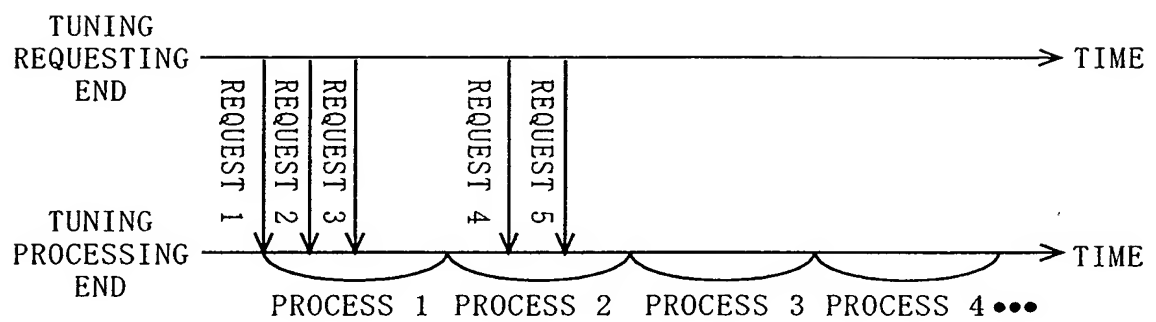 TUNING
REQUESTING
END
TIME
REQUEST 1
REQUEST 2
REQUEST 3
REQUEST 4
REQUEST 5
TUNING
PROCESSING
END
TIME
PROCESS 1 PROCESS 2 PROCESS 3 PROCESS 4 •••